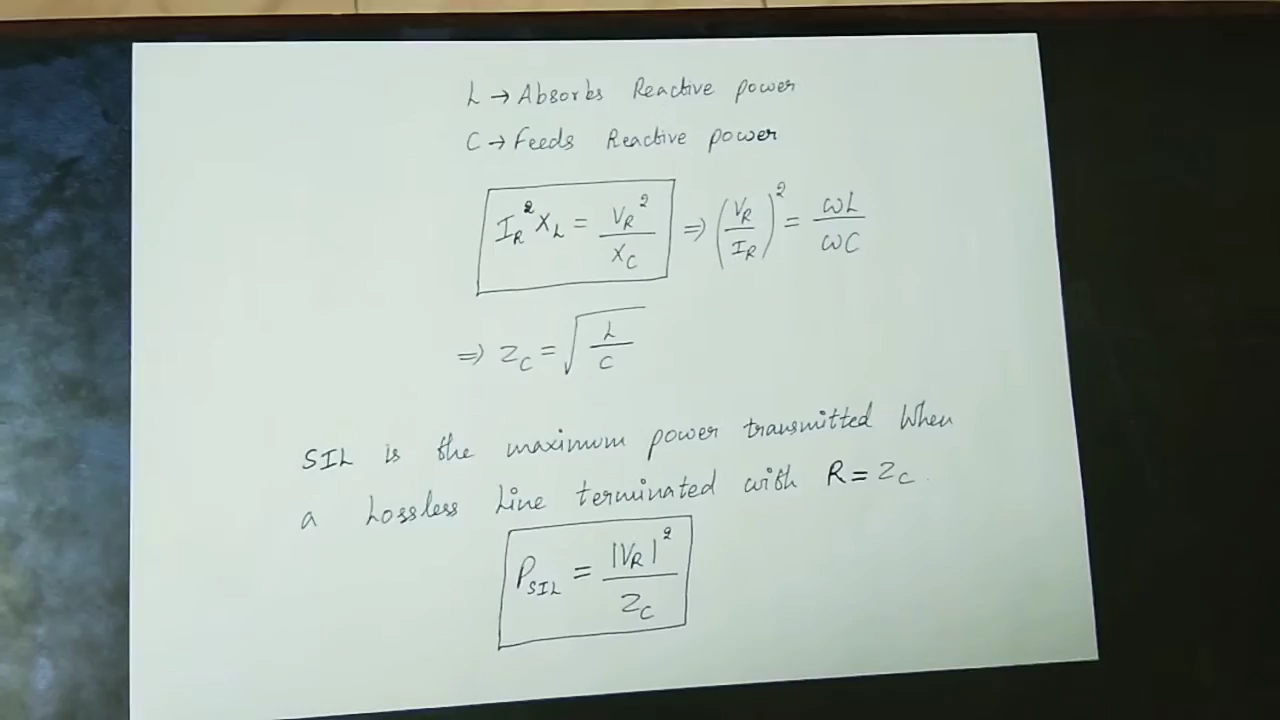 L → Absorbs Reactive power
C → Feeds Reactive power
I_R² X_L = V_R² / X_C ⇒ (V_R / I_R)² = ωL / ωC
⇒ Z_C = √(L / C)
SIL is the maximum power transmitted When
a Lossless Line terminated with R = Z_C.
P_SIL = |V_R|² / Z_C